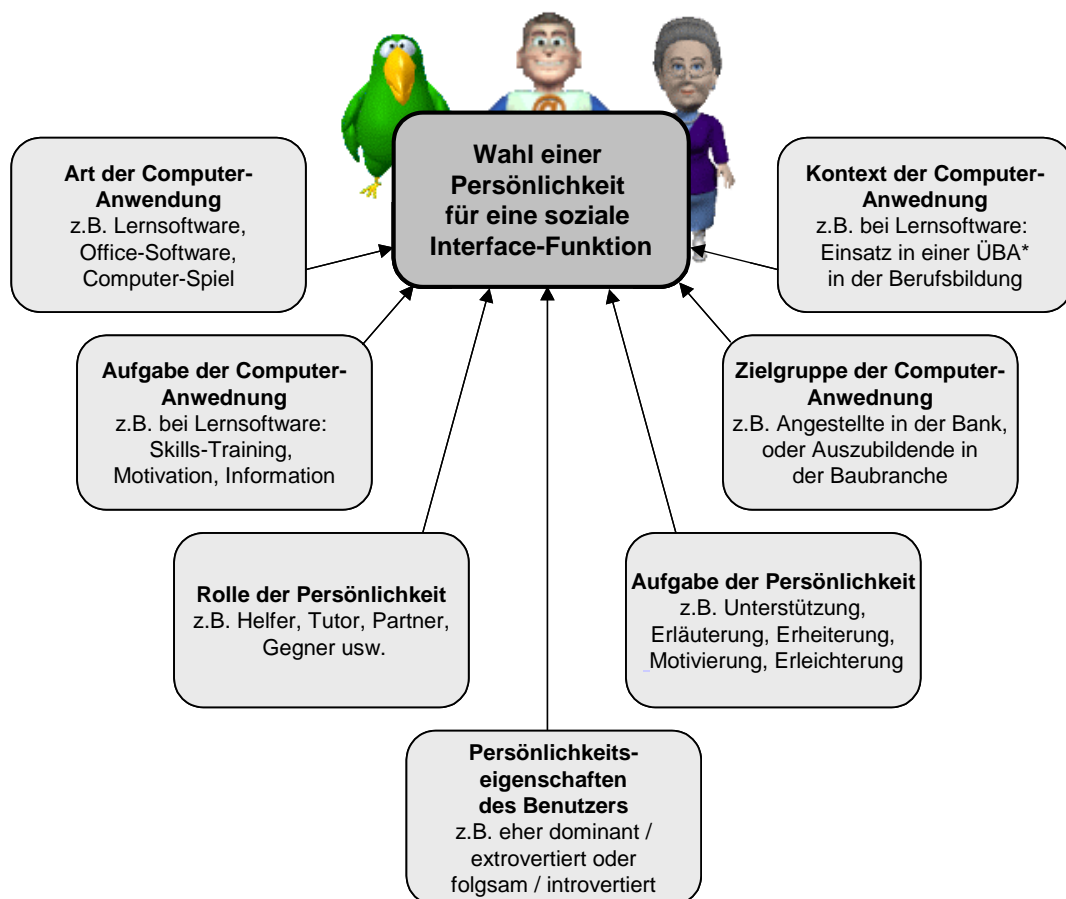 @
Wahl einer
Persönlichkeit
für eine soziale
Interface-Funktion
Art der Computer-
Anwendung
z.B. Lernsoftware,
Office-Software,
Computer-Spiel
Kontext der Computer-
Anwednung
z.B. bei Lernsoftware:
Einsatz in einer ÜBA*
in der Berufsbildung
Aufgabe der Computer-
Anwednung
z.B. bei Lernsoftware:
Skills-Training,
Motivation, Information
Zielgruppe der Computer-
Anwednung
z.B. Angestellte in der Bank,
oder Auszubildende in
der Baubranche
Rolle der Persönlichkeit
z.B. Helfer, Tutor, Partner,
Gegner usw.
Aufgabe der Persönlichkeit
z.B. Unterstützung,
Erläuterung, Erheiterung,
Motivierung, Erleichterung
Persönlichkeits-
eigenschaften
des Benutzers
z.B. eher dominant /
extrovertiert oder
folgsam / introvertiert